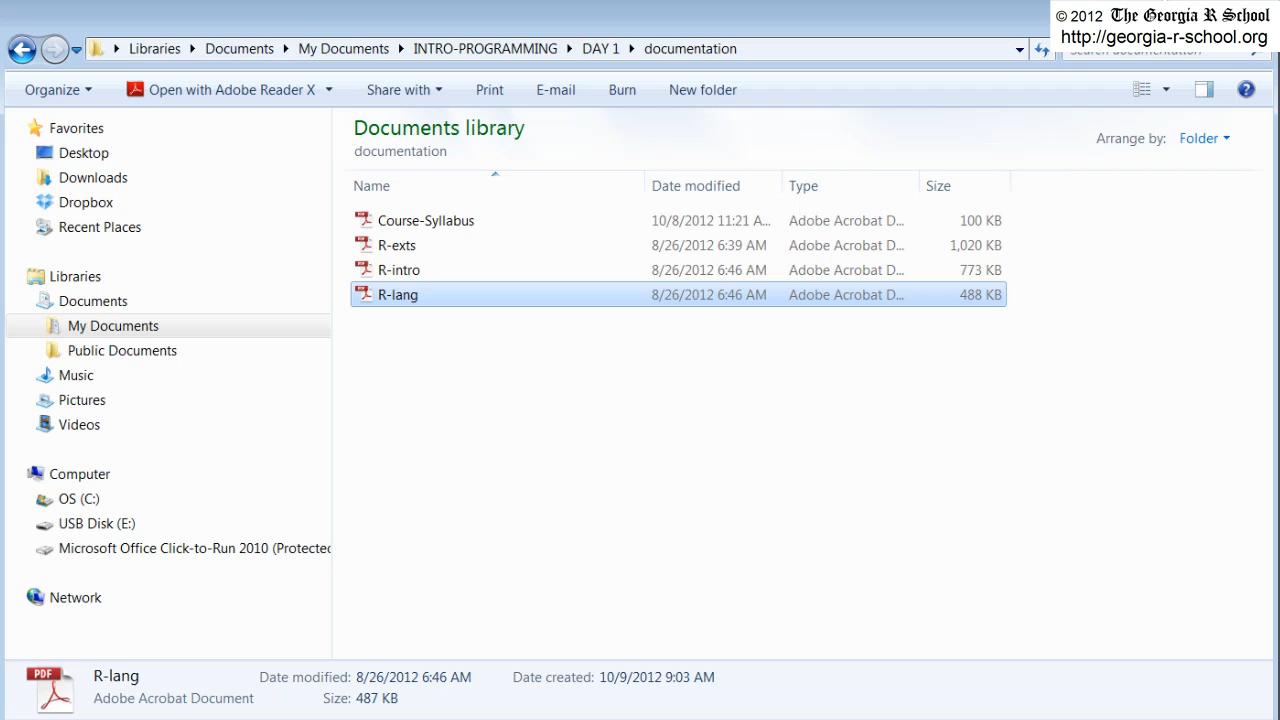 © 2012 The Georgia R School
http://georgia-r-school.org
Libraries Documents My Documents INTRO-PROGRAMMING DAY 1 documentation
Organize Open with Adobe Reader X Share with Print E-mail Burn New folder
Favorites
Desktop
Downloads
Dropbox
Recent Places
Libraries
Documents
My Documents
Public Documents
Music
Pictures
Videos
Computer
OS (C:)
USB Disk (E:)
Microsoft Office Click-to-Run 2010 (Protected
Network
Documents library
documentation
Arrange by: Folder
Name Date modified Type Size
Course-Syllabus 10/8/2012 11:21 A... Adobe Acrobat D... 100 KB
R-exts 8/26/2012 6:39 AM Adobe Acrobat D... 1,020 KB
R-intro 8/26/2012 6:46 AM Adobe Acrobat D... 773 KB
R-lang 8/26/2012 6:46 AM Adobe Acrobat D... 488 KB
PDF
R-lang Date modified: 8/26/2012 6:46 AM Date created: 10/9/2012 9:03 AM
Adobe Acrobat Document Size: 487 KB